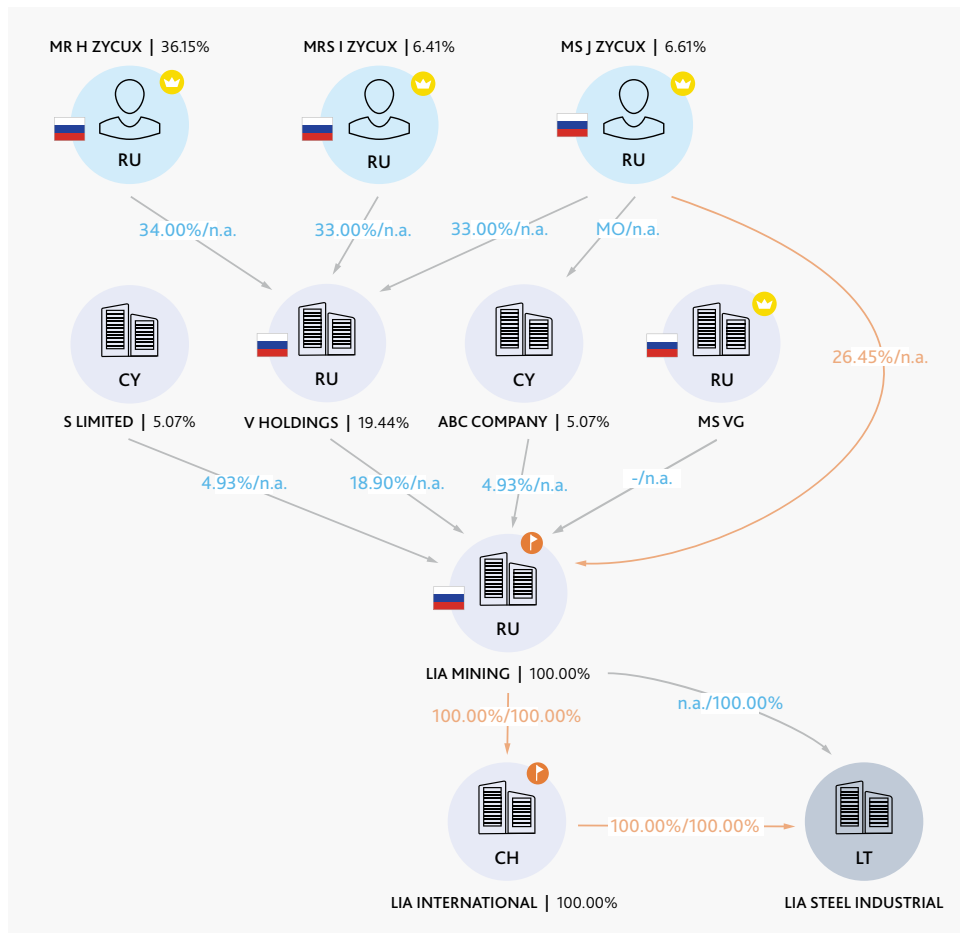 MR H ZYCUX | 36.15%
MRS I ZYCUX | 6.41%
MS J ZYCUX | 6.61%
RU
RU
RU
34.00%/n.a.
33.00%/n.a.
33.00%/n.a.
MO/n.a.
26.45%/n.a.
CY
RU
CY
RU
S LIMITED | 5.07%
V HOLDINGS | 19.44%
ABC COMPANY | 5.07%
MS VG
4.93%/n.a.
18.90%/n.a.
4.93%/n.a.
-/n.a.
RU
LIA MINING | 100.00%
100.00%/100.00%
n.a./100.00%
CH
100.00%/100.00%
LT
LIA INTERNATIONAL | 100.00%
LIA STEEL INDUSTRIAL